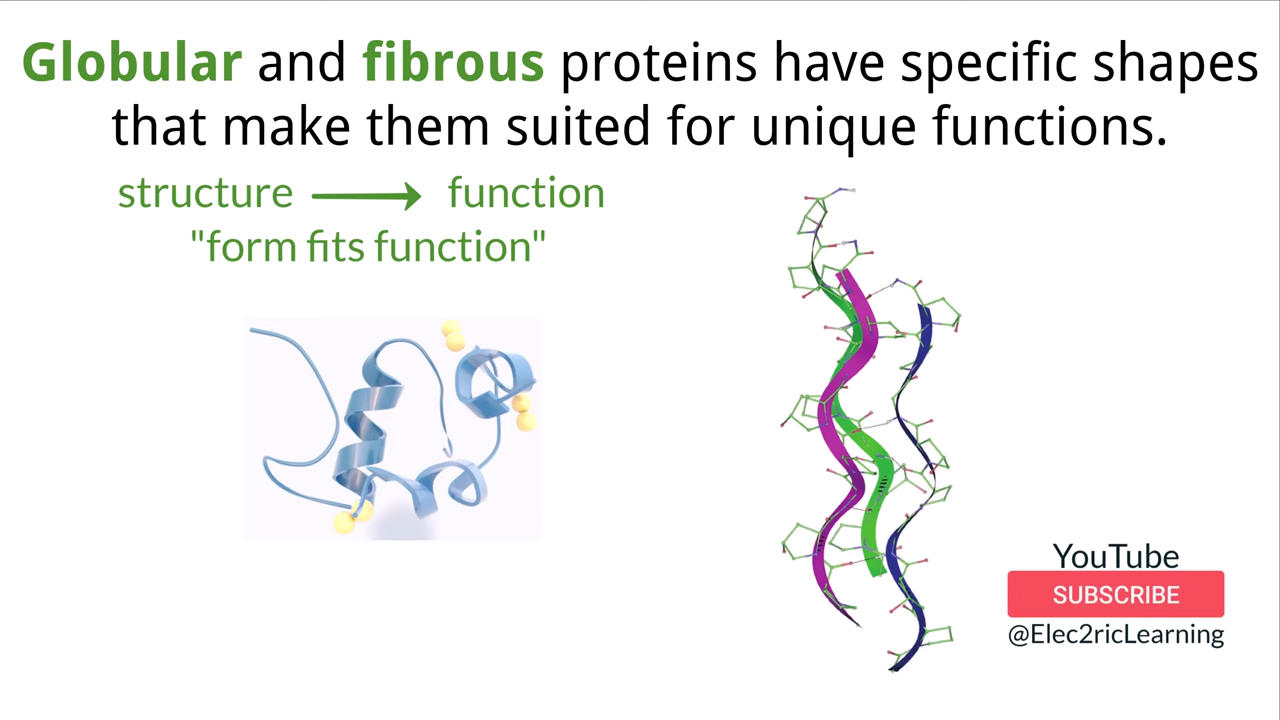 Globular and fibrous proteins have specific shapes
that make them suited for unique functions.
structure ⟶ function
"form fits function"
YouTube
SUBSCRIBE
@Elec2ricLearning